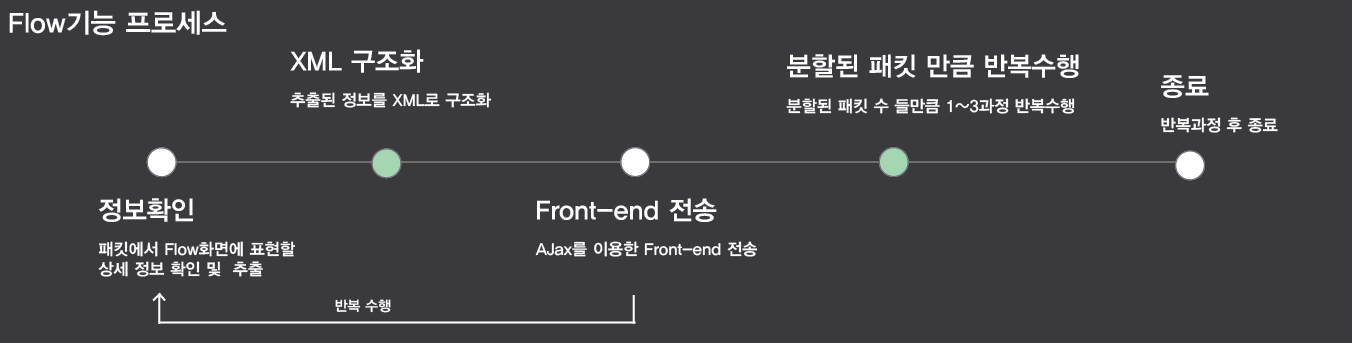 Flow기능 프로세스
XML 구조화
추출된 정보를 XML로 구조화
분할된 패킷 만큼 반복수행
분할된 패킷 수 들만큼 1~3과정 반복수행
종료
반복과정 후 종료
정보확인
패킷에서 Flow화면에 표현할
상세 정보 확인 및 추출
Front-end 전송
AJax를 이용한 Front-end 전송
반복 수행